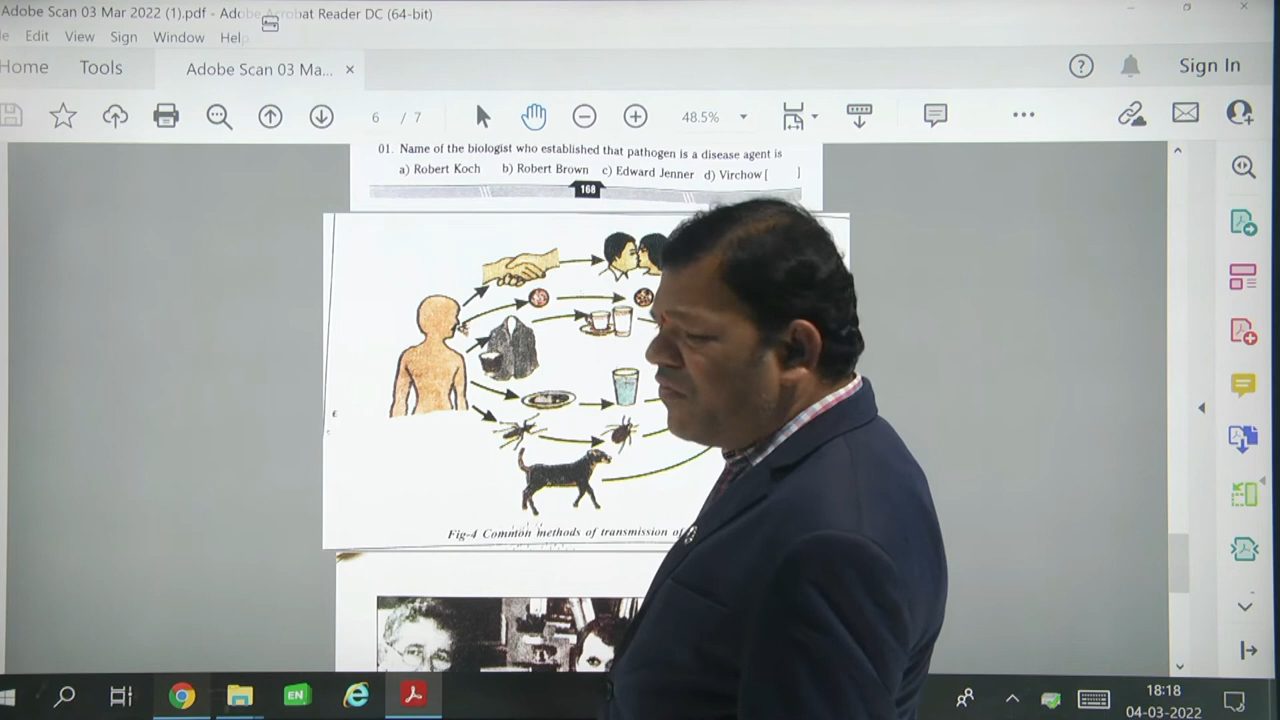 Adobe Scan 03 Mar 2022 (1).pdf - Adobe Acrobat Reader DC (64-bit)
Edit View Sign Window Help
Home Tools Adobe Scan 03 Ma... ×
Sign In
6 / 7
48.5%
01. Name of the biologist who established that pathogen is a disease agent is
a) Robert Koch b) Robert Brown c) Edward Jenner d) Virchow [ ]
168
Fig-4 Common methods of transmission of
EN
18:18
04-03-2022